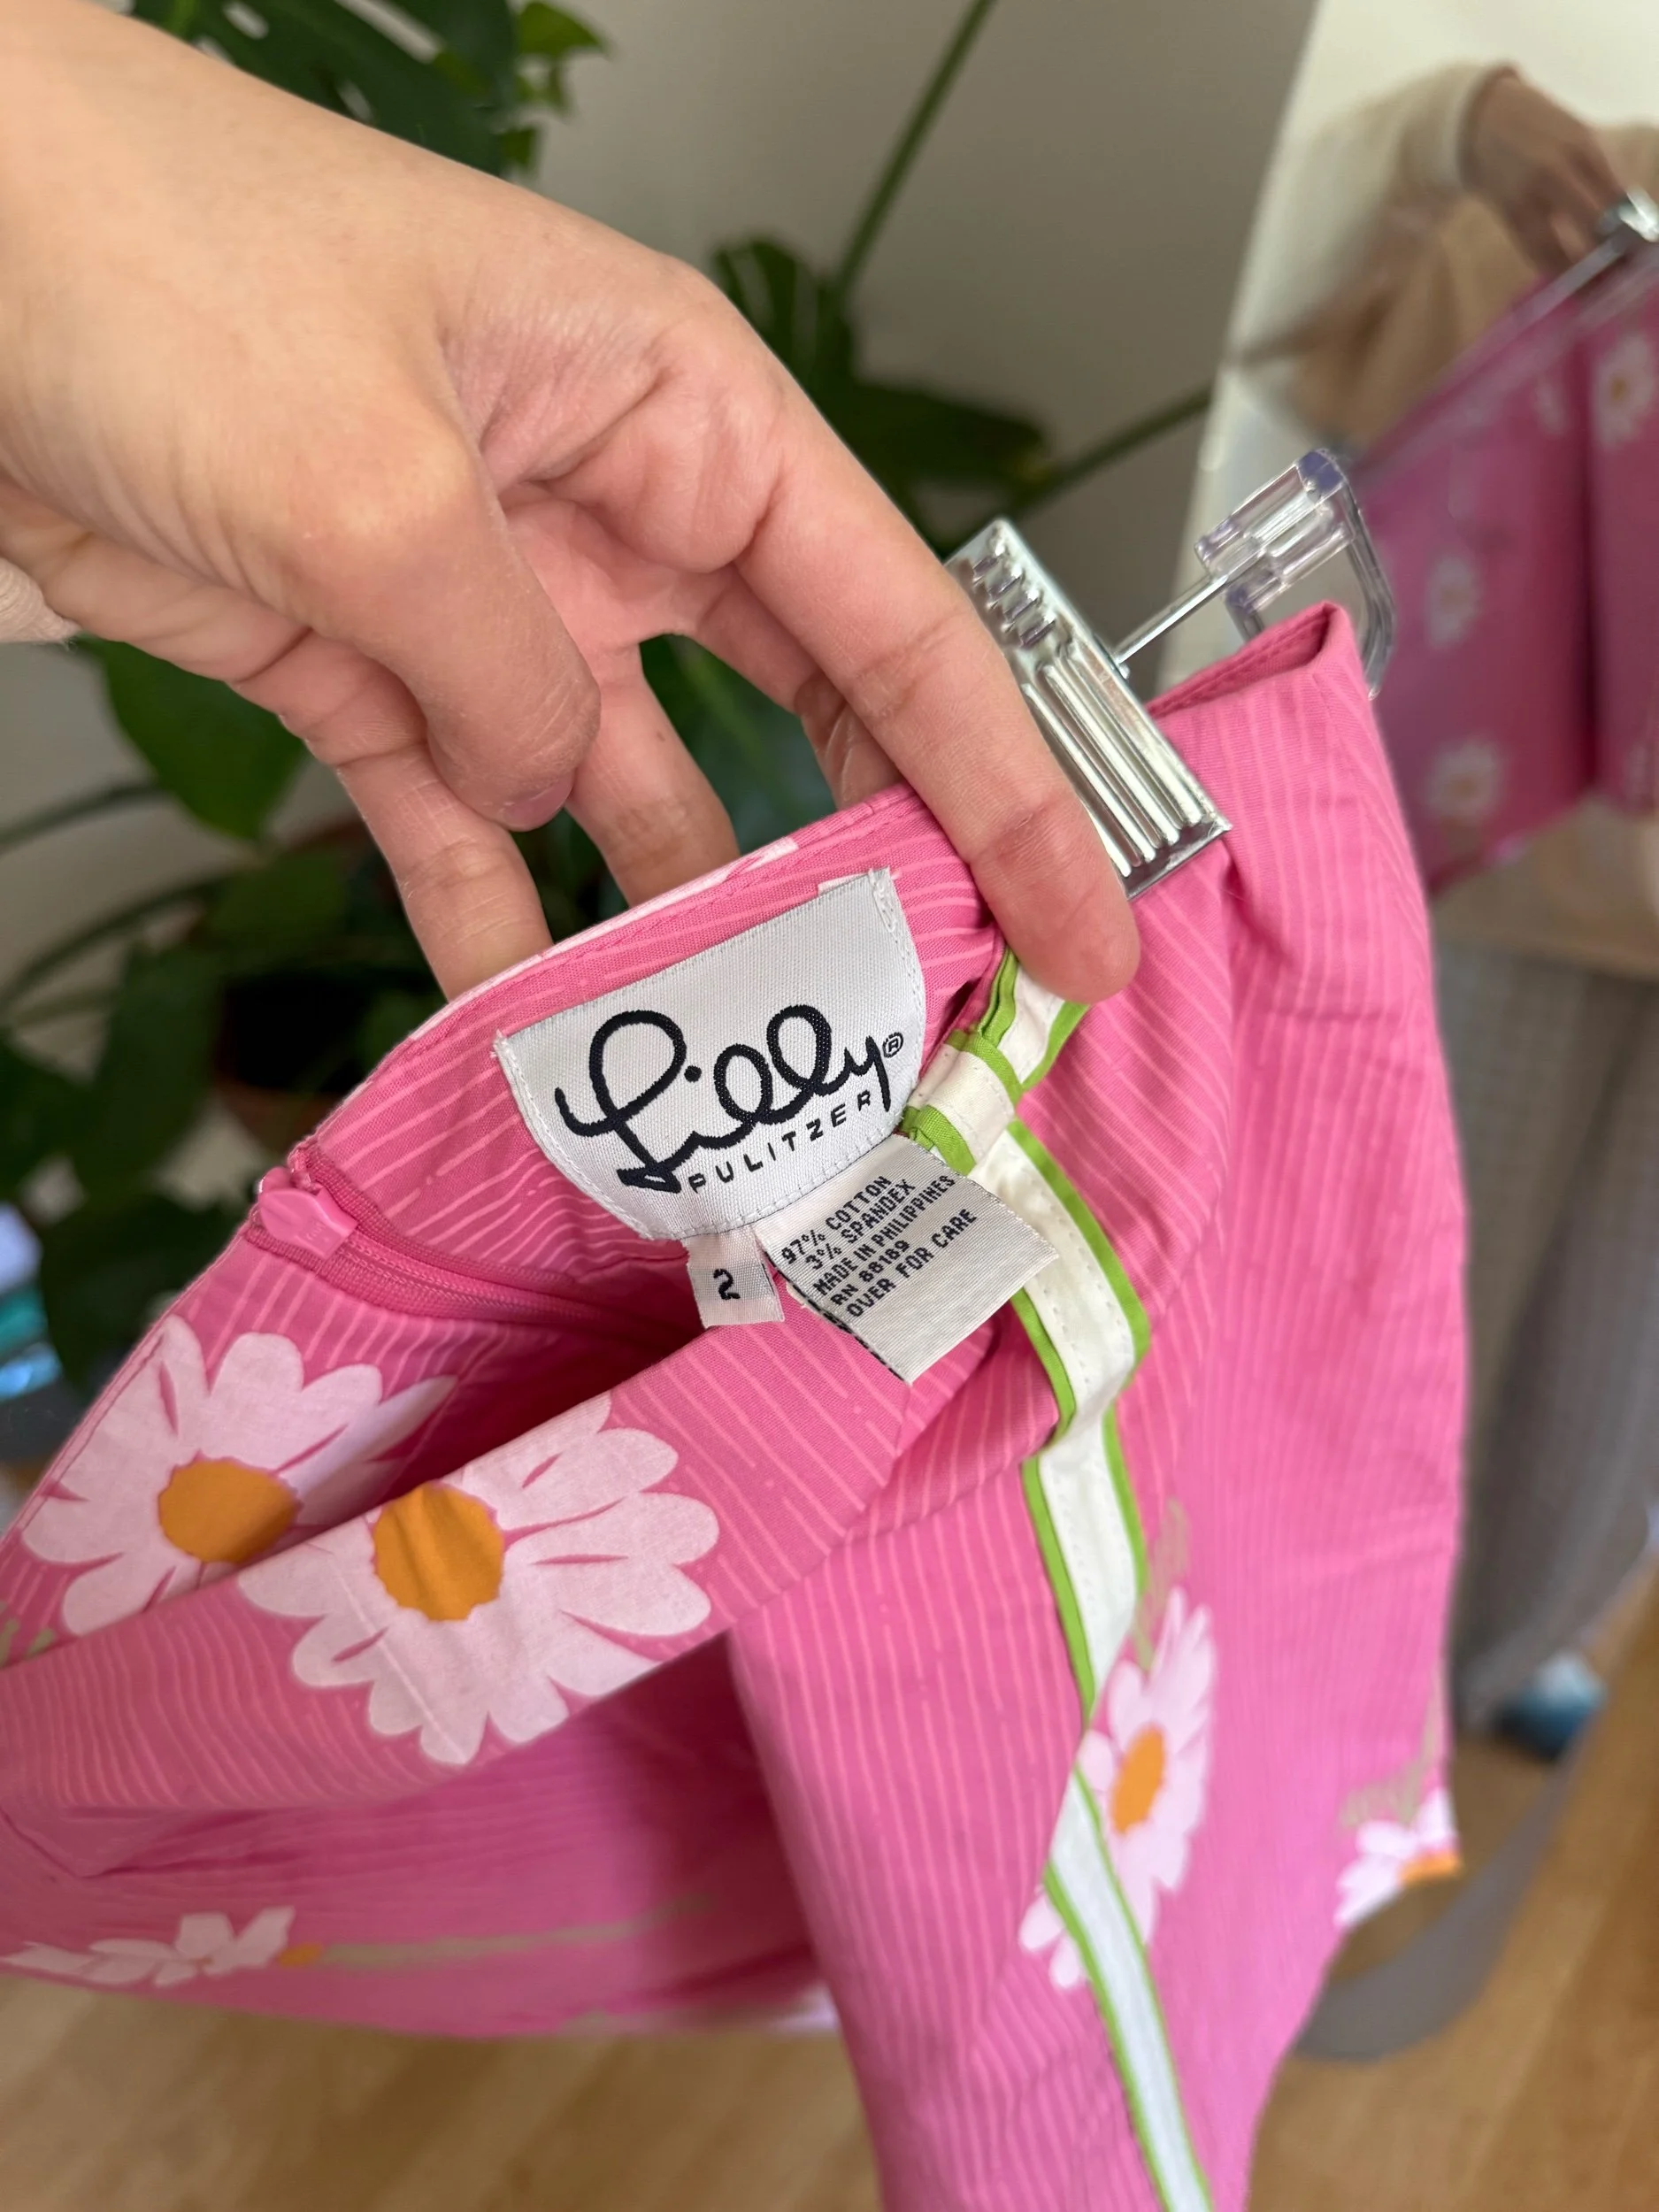 Lilly®
PULITZER
2
97% COTTON
3% SPANDEX
MADE IN PHILIPPINES
RN 88189
OVER FOR CARE